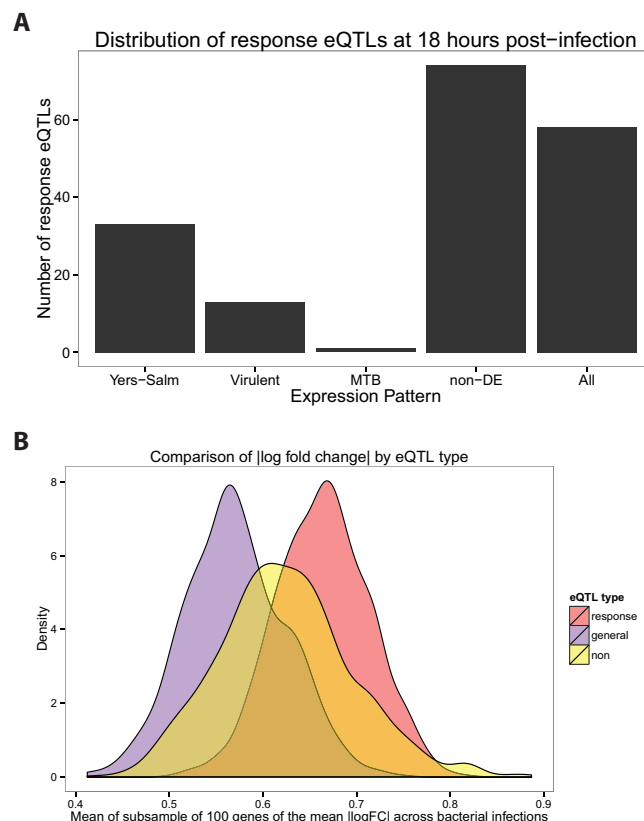 A
Distribution of response eQTLs at 18 hours post−infection
Number of response eQTLs
60
40
20
0
Yers−Salm Virulent MTB non−DE All
Expression Pattern
B
Comparison of |log fold change| by eQTL type
Density
8
6
4
2
0
0.4 0.5 0.6 0.7 0.8 0.9
Mean of subsample of 100 genes of the mean |logFC| across bacterial infections
eQTL type
response
general
non